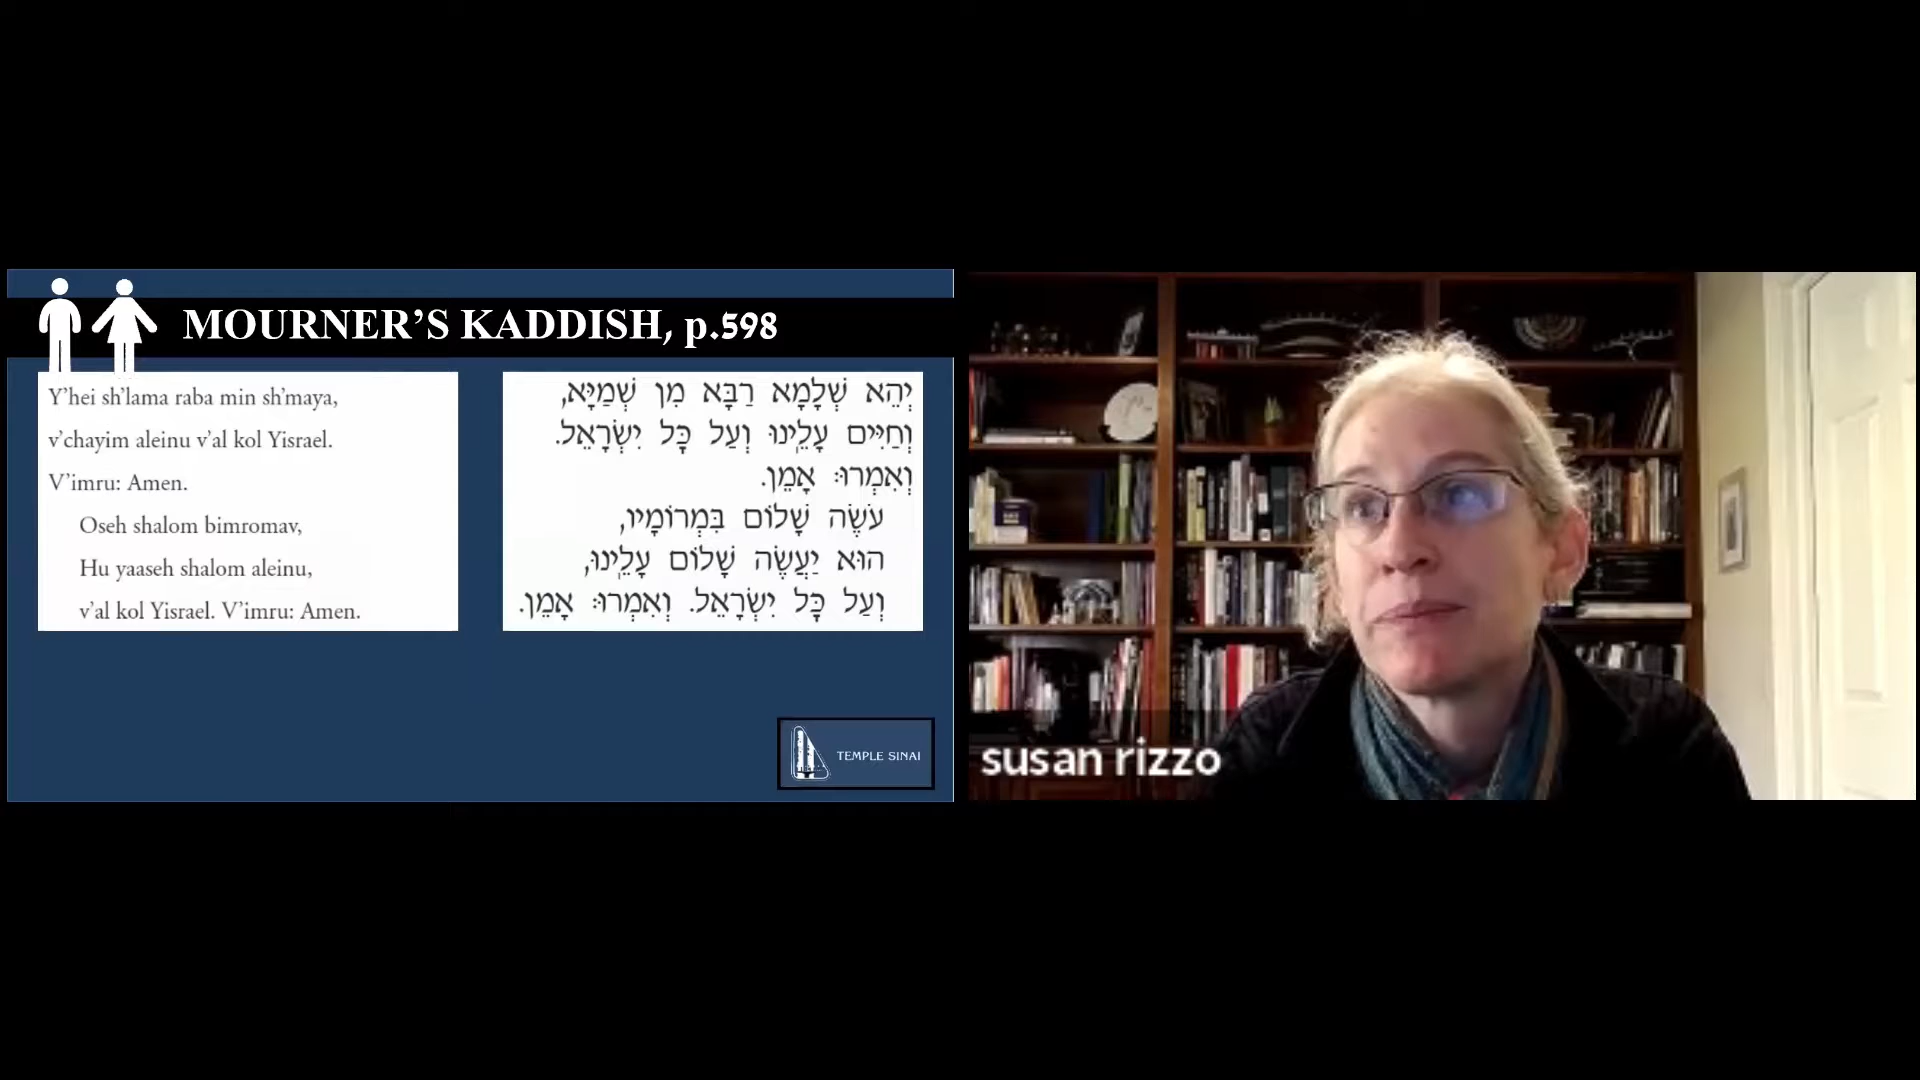 MOURNER'S KADDISH, p.598
Y'hei sh'lama raba min sh'maya,
v'chayim aleinu v'al kol Yisrael.
V'imru: Amen.
Oseh shalom bimromav,
Hu yaaseh shalom aleinu,
v'al kol Yisrael. V'imru: Amen.
יְהֵא שְׁלָמָא רַבָּא מִן שְׁמַיָּא,
וְחַיִּים עָלֵֽינוּ וְעַל כָּל יִשְׂרָאֵל.
וְאִמְרוּ: אָמֵן.
עֹשֶׂה שָׁלוֹם בִּמְרוֹמָיו,
הוּא יַעֲשֶׂה שָׁלוֹם עָלֵֽינוּ,
וְעַל כָּל יִשְׂרָאֵל. וְאִמְרוּ: אָמֵן.
TEMPLE SINAI
susan rizzo